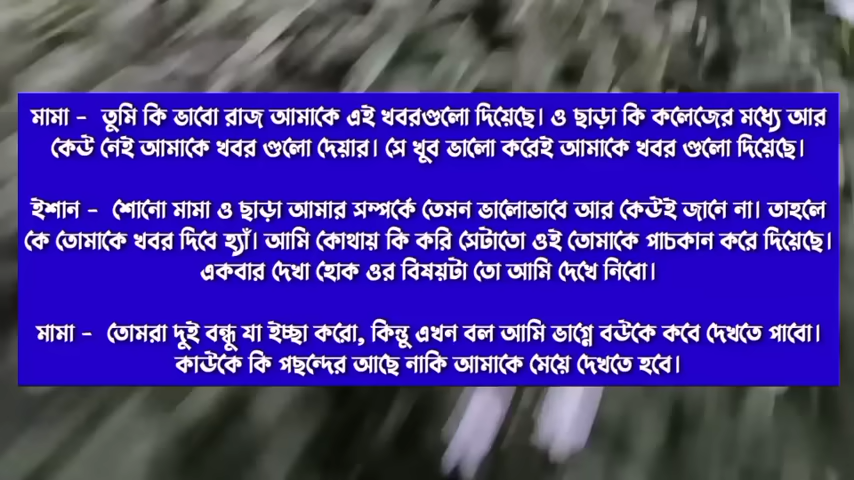 মামা - তুমি কি ভাবো রাজ আমাকে এই খবরগুলো দিয়েছে। ও ছাড়া কি কলেজের মধ্যে আর
কেউ নেই আমাকে খবর গুলো দেয়ার। সে খুব ভালো করেই আমাকে খবর গুলো দিয়েছে।
ইশান - শোনো মামা ও ছাড়া আমার সম্পর্কে তেমন ভালোভাবে আর কেউই জানে না। তাহলে
কে তোমাকে খবর দিবে হ্যাঁ। আমি কোথায় কি করি সেটাতো ওই তোমাকে পাচকান করে দিয়েছে।
একবার দেখা হোক ওর বিষয়টা তো আমি দেখে নিবো।
মামা - তোমরা দুই বন্ধু যা ইচ্ছা করো, কিন্তু এখন বল আমি ভাগ্নে বউকে কবে দেখতে পাবো।
কাউকে কি পছন্দের আছে নাকি আমাকে মেয়ে দেখতে হবে।